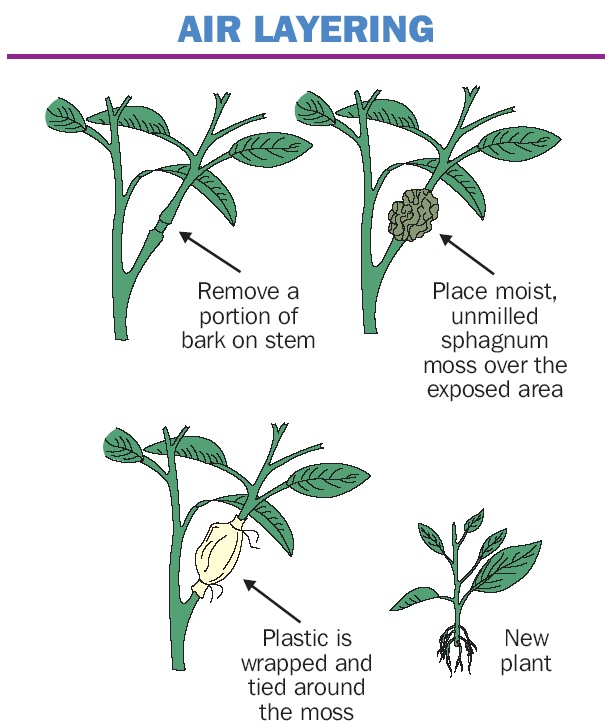 AIR LAYERING
Remove a
portion of
bark on stem
Place moist,
unmilled
sphagnum
moss over the
exposed area
Plastic is
wrapped and
tied around
the moss
New
plant